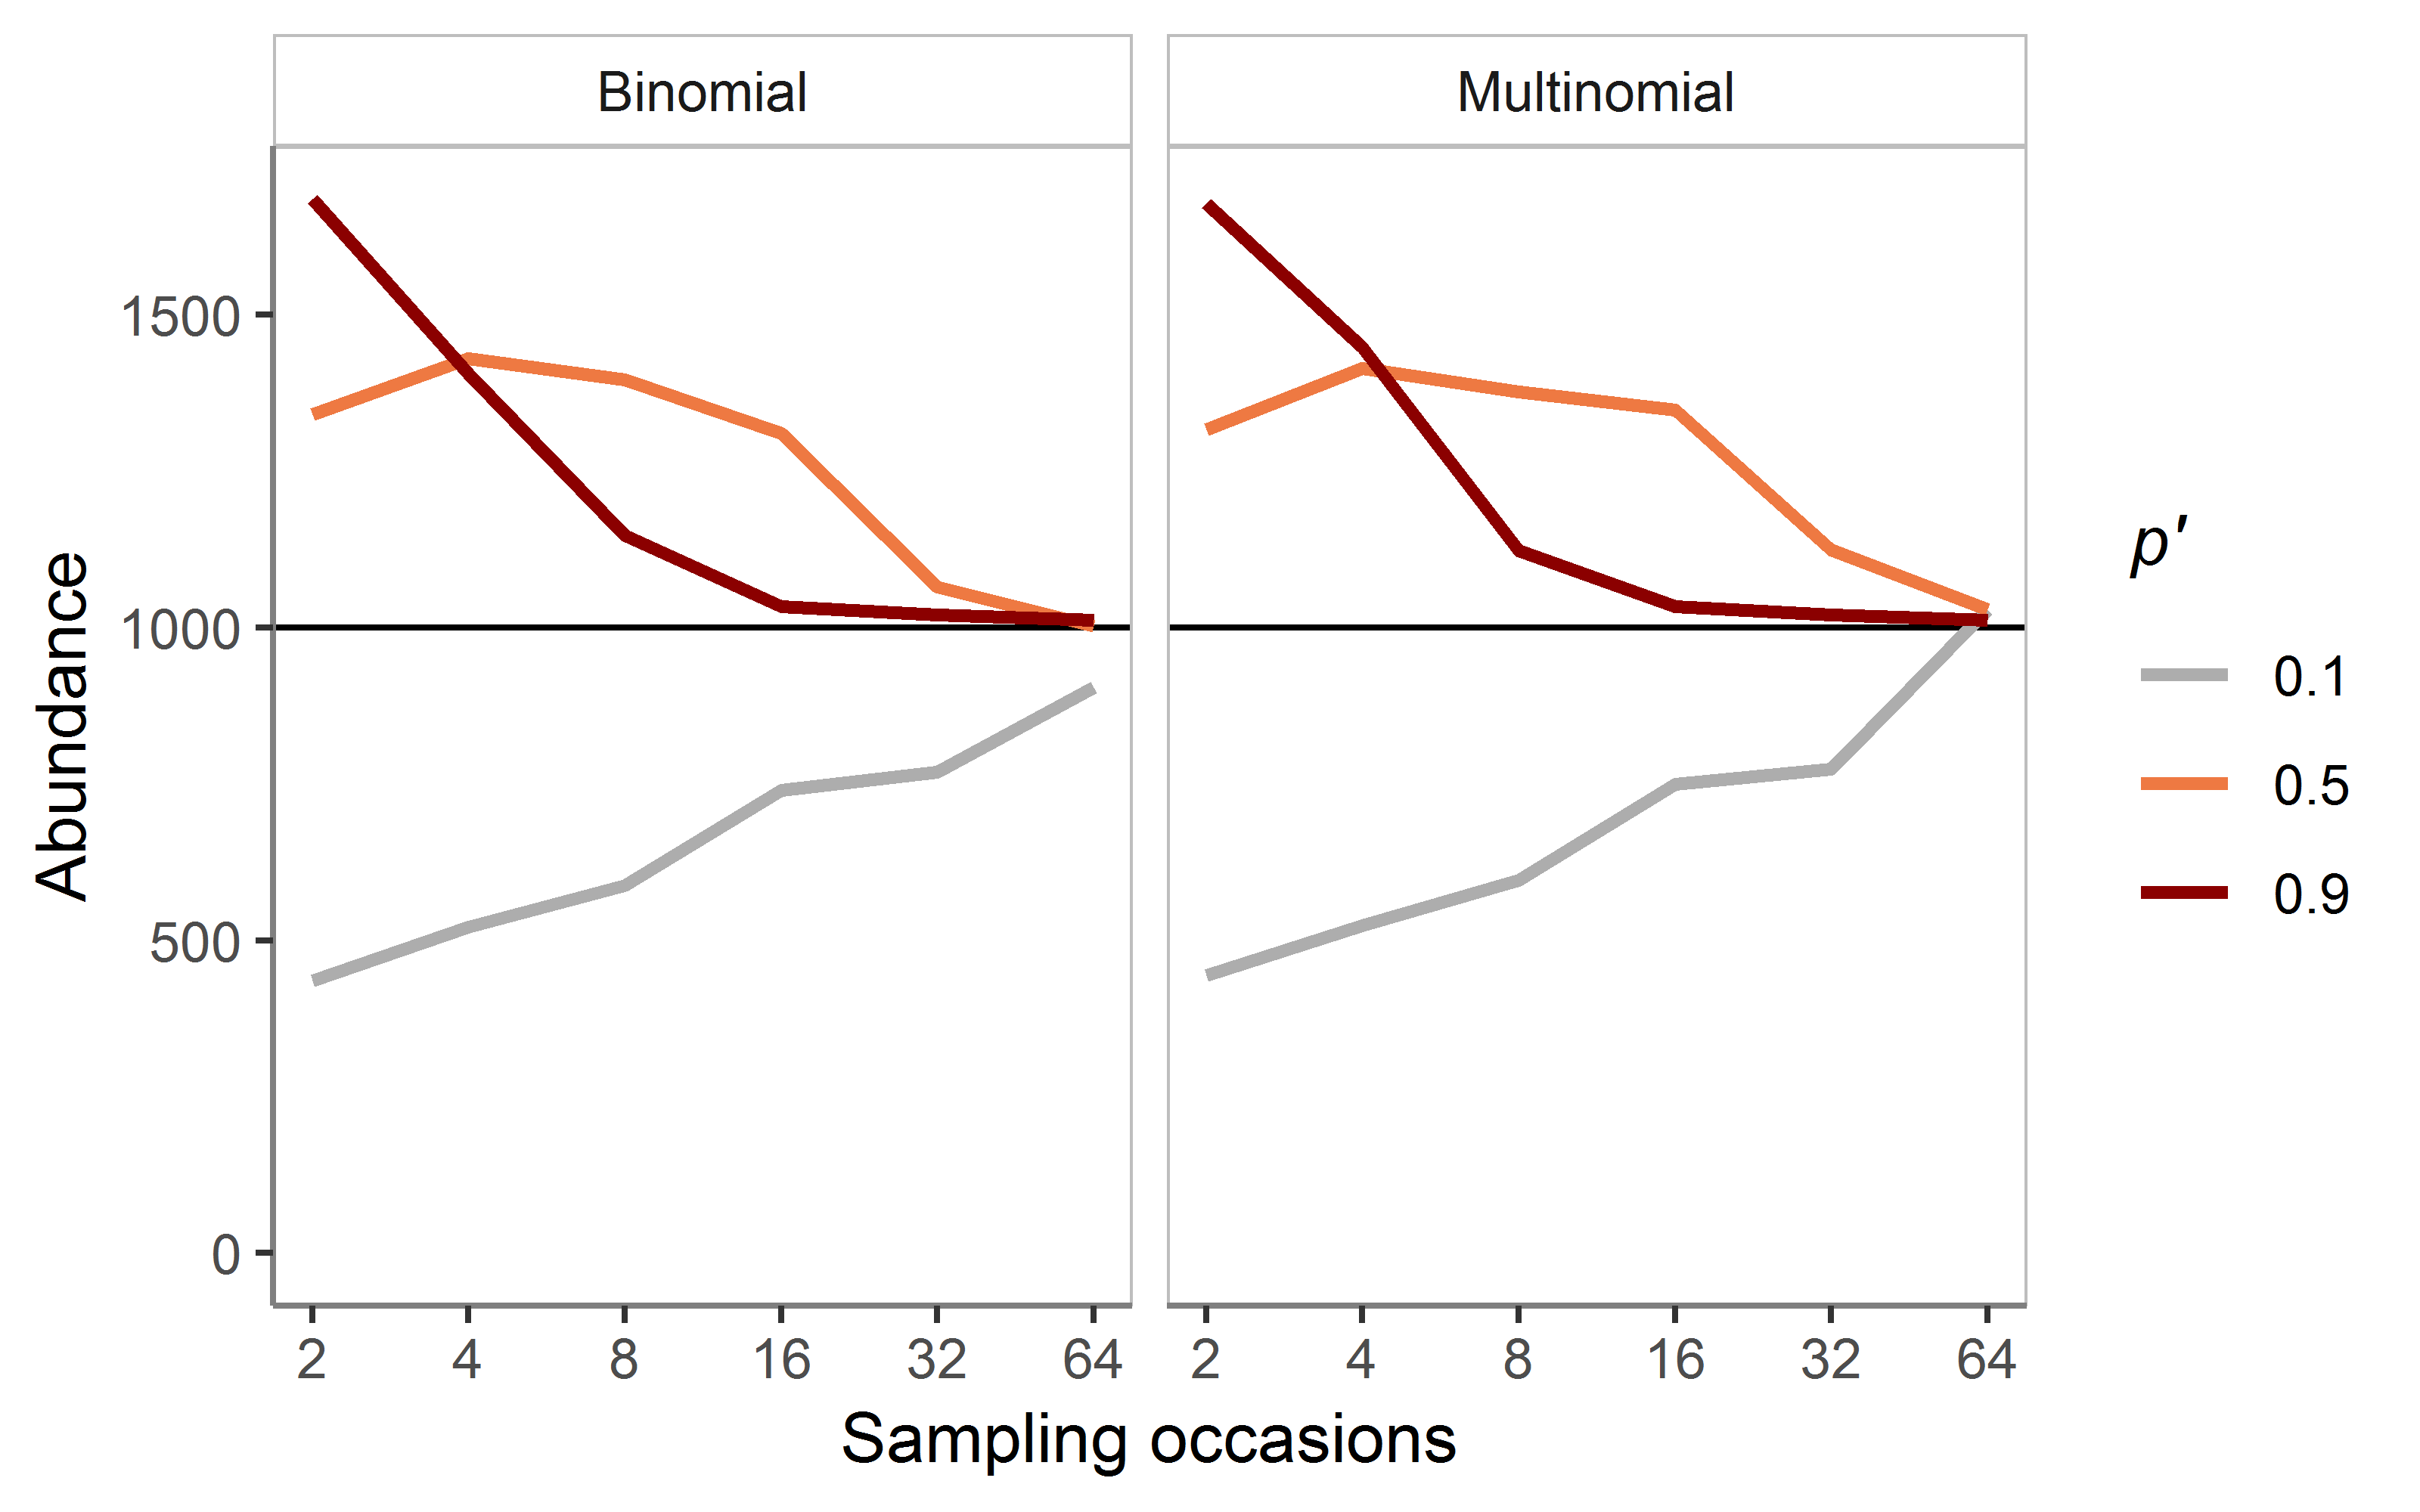 Binomial
Multinomial
1500
1000
500
0
Abundance
2 4 8 16 32 64
2 4 8 16 32 64
Sampling occasions
p'
0.1
0.5
0.9